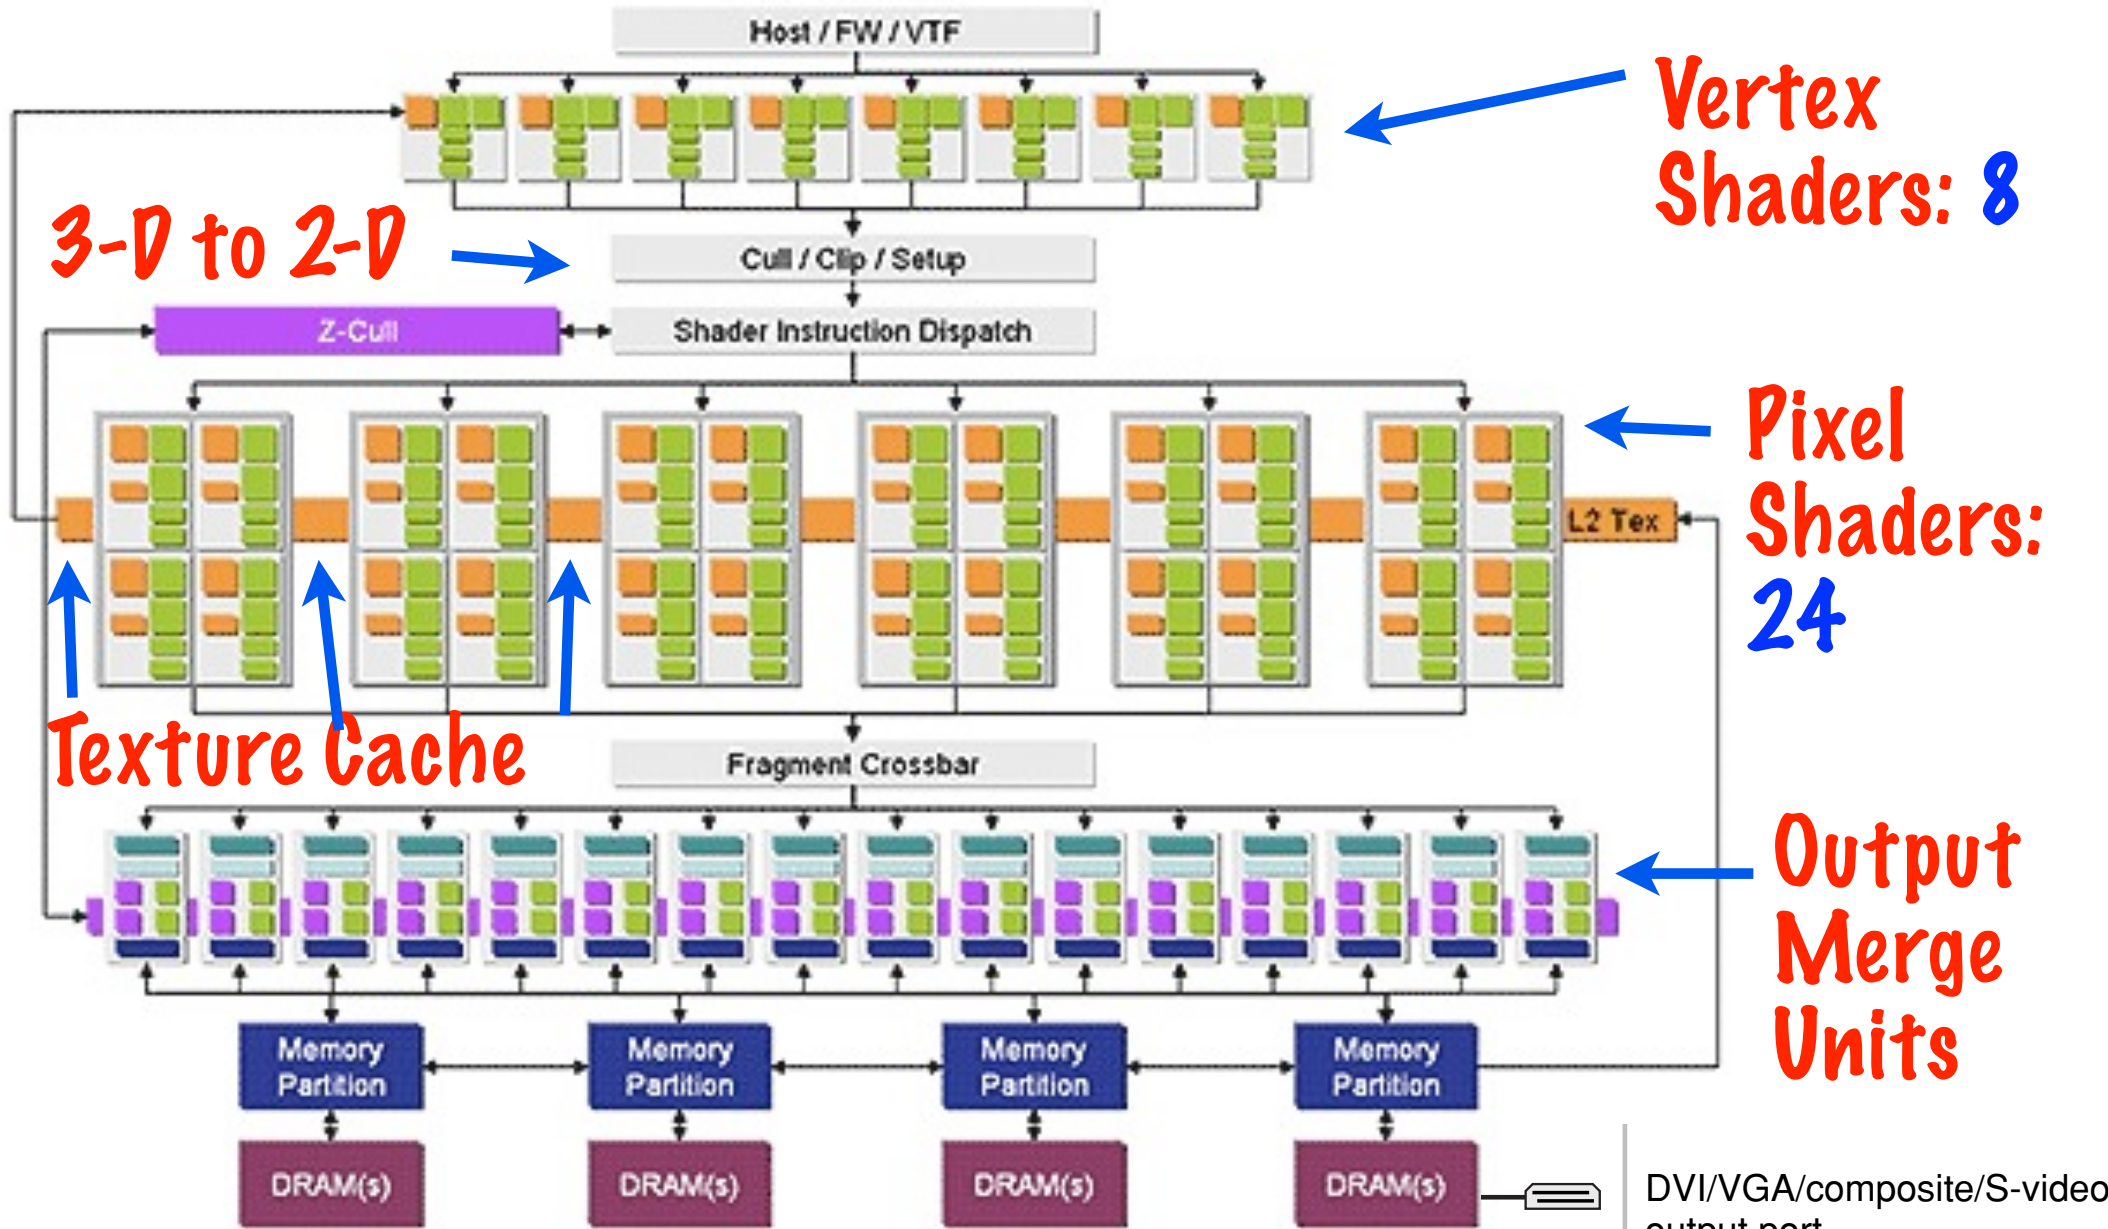 Host / FW / VTF
Vertex
Shaders: 8
3-D to 2-D
Cull / Clip / Setup
Z-Cull
Shader Instruction Dispatch
Pixel
Shaders:
24
L2 Tex
Texture Cache
Fragment Crossbar
Output
Merge
Units
Memory
Partition
Memory
Partition
Memory
Partition
Memory
Partition
DRAM(s)
DRAM(s)
DRAM(s)
DRAM(s)
DVI/VGA/composite/S-video
output port